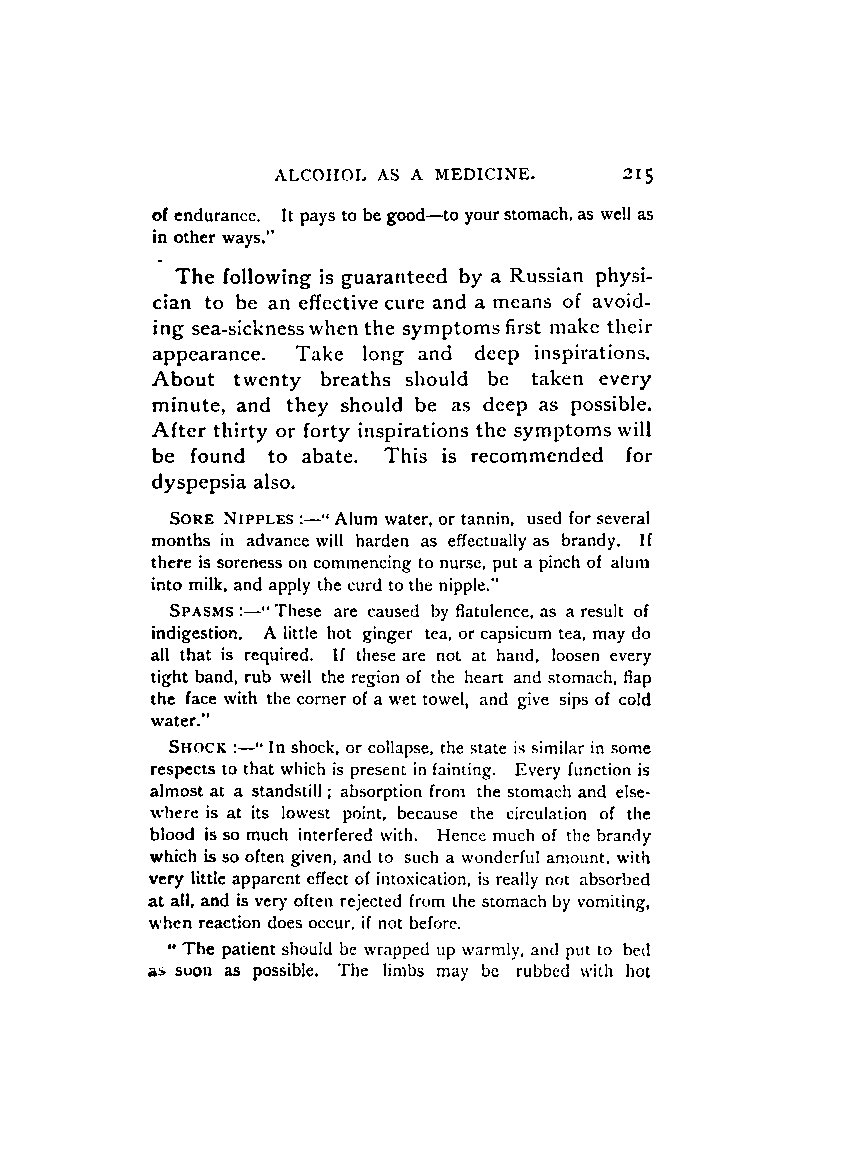 ALCOHOL AS A MEDICINE. 215
of endurance. It pays to be good—to your stomach, as well as
in other ways."
The following is guaranteed by a Russian physi-
cian to be an effective cure and a means of avoid-
ing sea-sickness when the symptoms first make their
appearance. Take long and deep inspirations.
About twenty breaths should be taken every
minute, and they should be as deep as possible.
After thirty or forty inspirations the symptoms will
be found to abate. This is recommended for
dyspepsia also.
SORE NIPPLES :—" Alum water, or tannin, used for several
months in advance will harden as effectually as brandy. If
there is soreness on commencing to nurse, put a pinch of alum
into milk, and apply the curd to the nipple."
SPASMS :—" These are caused by flatulence, as a result of
indigestion. A little hot ginger tea, or capsicum tea, may do
all that is required. If these are not at hand, loosen every
tight band, rub well the region of the heart and stomach, flap
the face with the corner of a wet towel, and give sips of cold
water."
SHOCK :—" In shock, or collapse, the state is similar in some
respects to that which is present in fainting. Every function is
almost at a standstill ; absorption from the stomach and else-
where is at its lowest point, because the circulation of the
blood is so much interfered with. Hence much of the brandy
which is so often given, and to such a wonderful amount, with
very little apparent effect of intoxication, is really not absorbed
at all, and is very often rejected from the stomach by vomiting,
when reaction does occur, if not before.
" The patient should be wrapped up warmly, and put to bed
as soon as possible. The limbs may be rubbed with hot